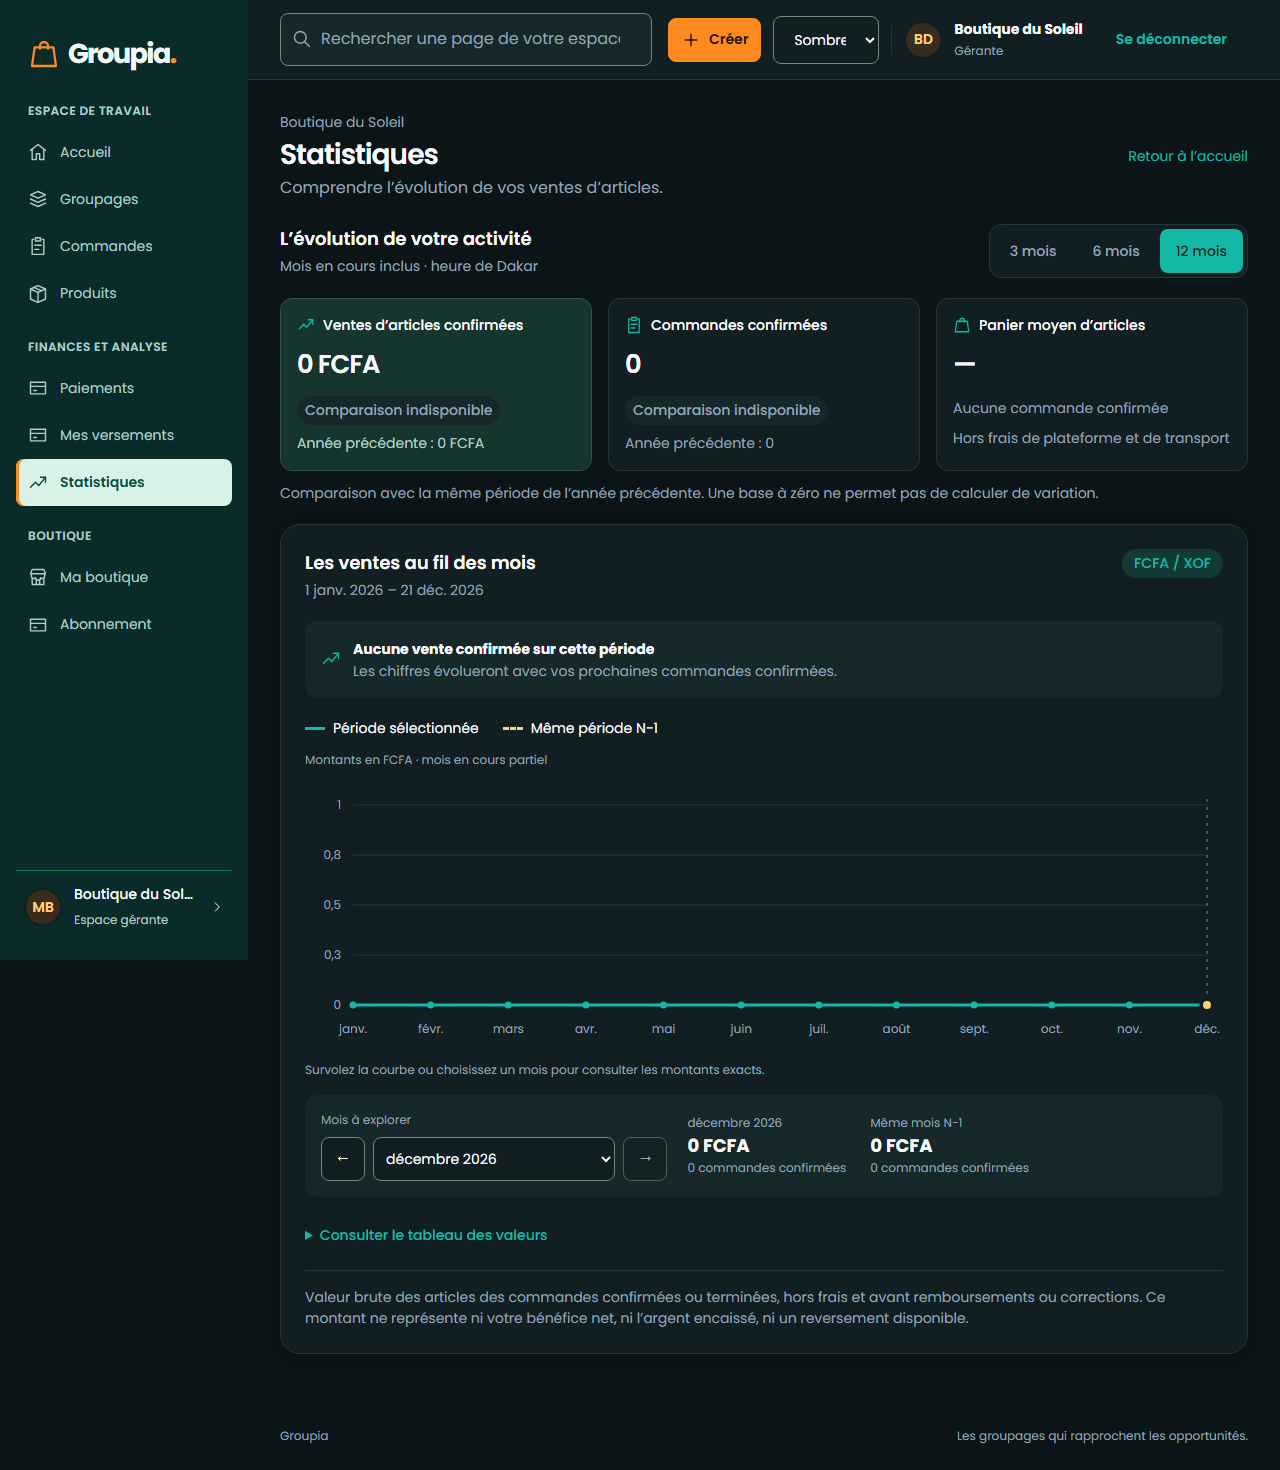 Groupia.
Rechercher une page de votre espac
Créer
Sombre
BD
Boutique du Soleil
Gérante
Se déconnecter
ESPACE DE TRAVAIL
Accueil
Groupages
Commandes
Produits
FINANCES ET ANALYSE
Paiements
Mes versements
Statistiques
BOUTIQUE
Ma boutique
Abonnement
MB
Boutique du Sol...
Espace gérante
Boutique du Soleil
Statistiques
Comprendre l’évolution de vos ventes d’articles.
Retour à l’accueil
L’évolution de votre activité
Mois en cours inclus · heure de Dakar
3 mois
6 mois
12 mois
Ventes d’articles confirmées
0 FCFA
Comparaison indisponible
Année précédente : 0 FCFA
Commandes confirmées
0
Comparaison indisponible
Année précédente : 0
Panier moyen d’articles
—
Aucune commande confirmée
Hors frais de plateforme et de transport
Comparaison avec la même période de l’année précédente. Une base à zéro ne permet pas de calculer de variation.
Les ventes au fil des mois
1 janv. 2026 – 21 déc. 2026
FCFA / XOF
Aucune vente confirmée sur cette période
Les chiffres évolueront avec vos prochaines commandes confirmées.
Période sélectionnée
Même période N-1
Montants en FCFA · mois en cours partiel
1
0,8
0,5
0,3
0
janv. févr. mars avr. mai juin juil. août sept. oct. nov. déc.
Survolez la courbe ou choisissez un mois pour consulter les montants exacts.
Mois à explorer
←
décembre 2026
→
décembre 2026
0 FCFA
0 commandes confirmées
Même mois N-1
0 FCFA
0 commandes confirmées
Consulter le tableau des valeurs
Valeur brute des articles des commandes confirmées ou terminées, hors frais et avant remboursements ou corrections. Ce
montant ne représente ni votre bénéfice net, ni l’argent encaissé, ni un reversement disponible.
Groupia
Les groupages qui rapprochent les opportunités.